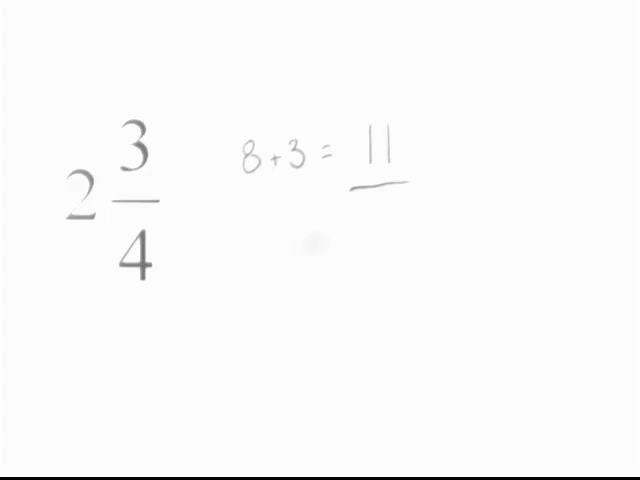 2 3/4
8+3 = 11